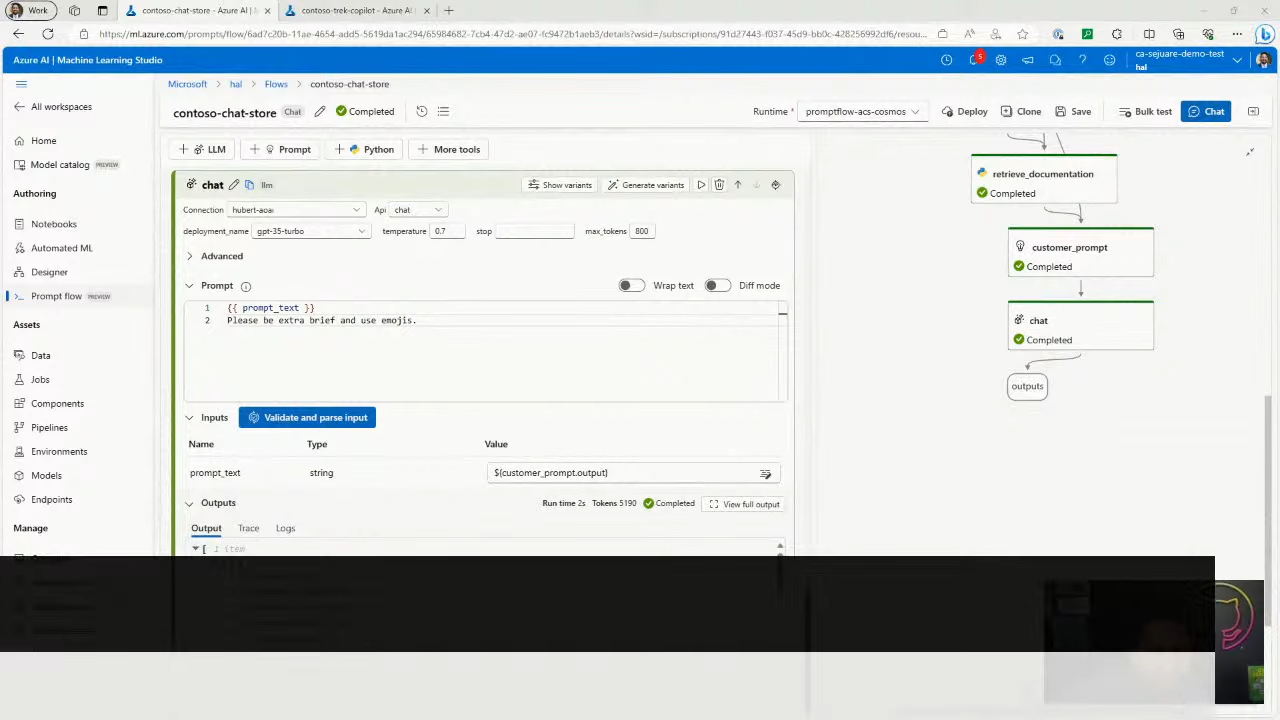 Work
contoso-chat-store - Azure AI |
contoso-trek-copilot - Azure AI
https://ml.azure.com/prompts/flow/6ad7c20b-11ae-4654-add5-5619da1ac294/65984682-7cb4-47d2-ae07-fc9472b1aeb3/details?wsid=/subscriptions/91d27443-f037-45d9-bb0c-428256992df6/resou...
Azure AI | Machine Learning Studio
5
ca-sejuare-demo-test
hal
Microsoft > hal > Flows > contoso-chat-store
All workspaces
contoso-chat-store Chat Completed
Runtime * promptflow-acs-cosmos Deploy Clone Save Bulk test Chat
Home
Model catalog PREVIEW
Authoring
Notebooks
Automated ML
Designer
Prompt flow PREVIEW
Assets
Data
Jobs
Components
Pipelines
Environments
Models
Endpoints
Manage
+ LLM + Prompt + Python + More tools
chat llm Show variants Generate variants
Connection hubert-aoai Api chat
deployment_name gpt-35-turbo temperature 0.7 stop max_tokens 800
Advanced
Prompt Wrap text Diff mode
1 {{ prompt_text }}
2 Please be extra brief and use emojis.
Inputs Validate and parse input
Name Type Value
prompt_text string ${customer_prompt.output}
Outputs Run time 2s Tokens 5190 Completed View full output
Output Trace Logs
[ 1 item
retrieve_documentation
Completed
customer_prompt
Completed
chat
Completed
outputs